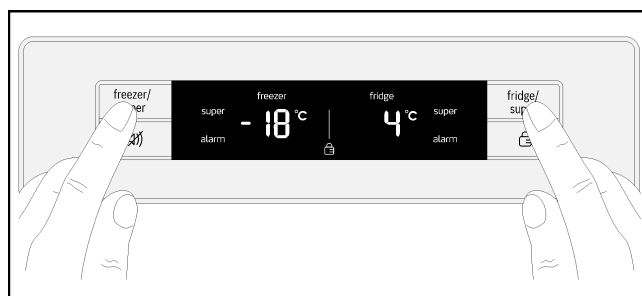 freezer/
freezer
fridge
fridge/
super
-18 °C
4 °C
super
alarm
alarm